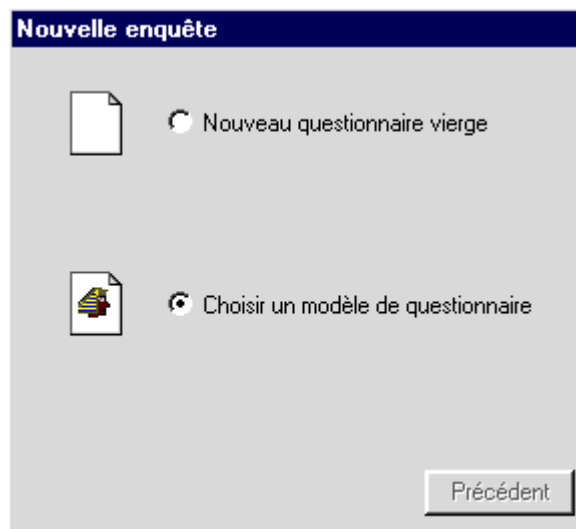 Nouvelle enquête
Nouveau questionnaire vierge
Choisir un modèle de questionnaire
Précédent